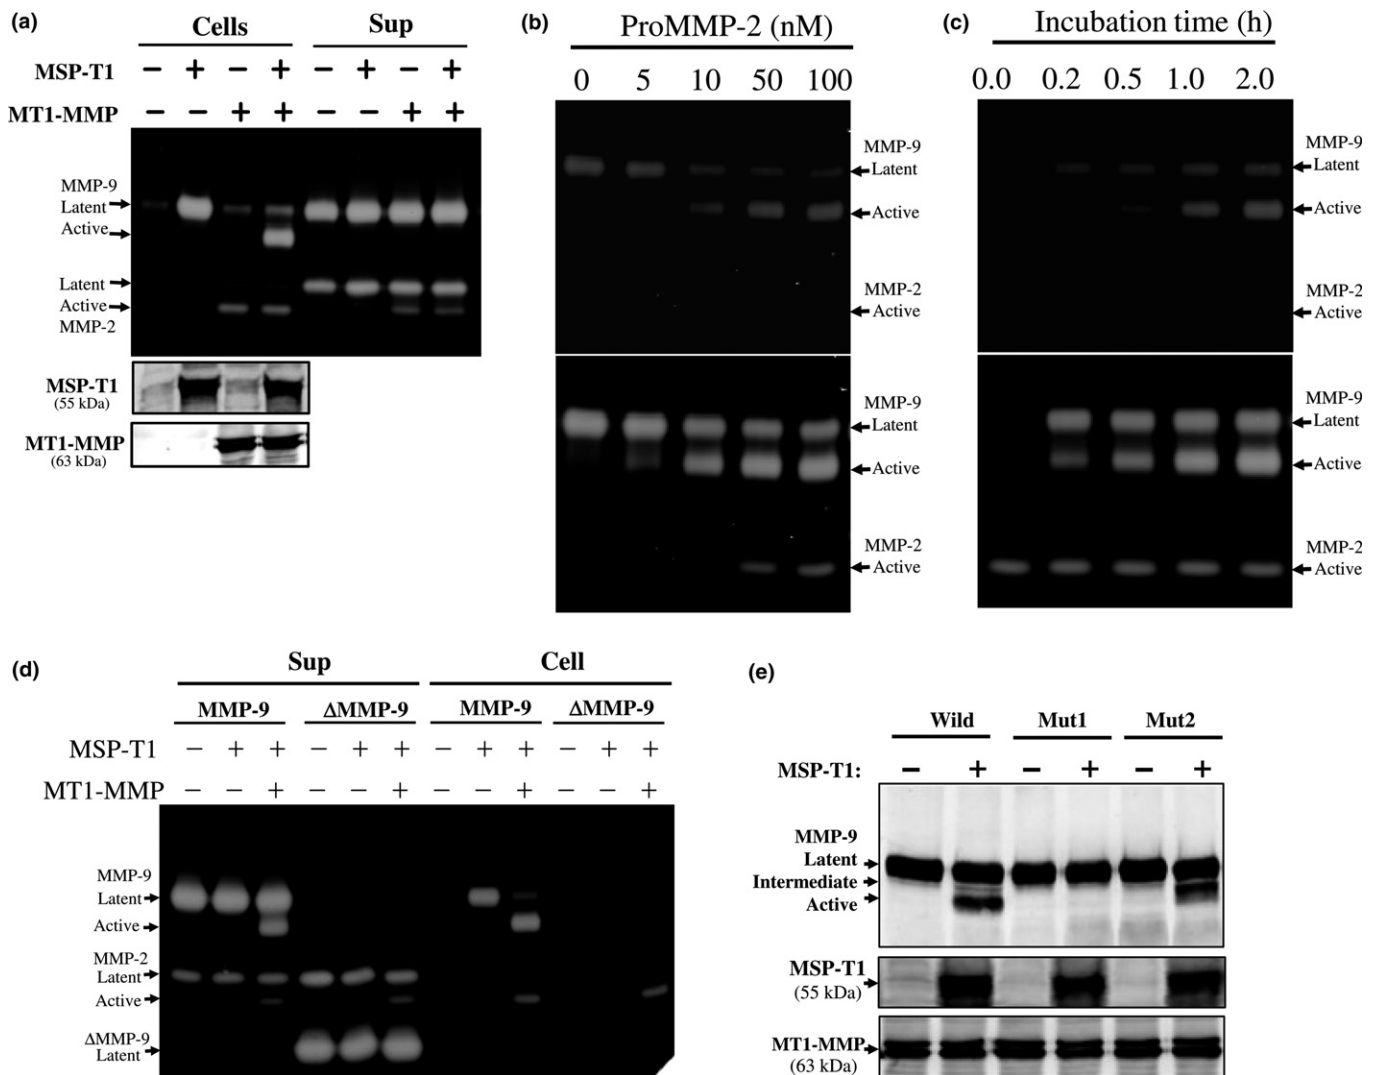 (a)
Cells Sup
MSP-T1 − + − + − + − +
MT1-MMP − − + + − − + +
MMP-9
Latent
Active
Latent
Active
MMP-2
MSP-T1
(55 kDa)
MT1-MMP
(63 kDa)
(b)
ProMMP-2 (nM)
0 5 10 50 100
MMP-9
Latent
Active
MMP-2
Active
MMP-9
Latent
Active
MMP-2
Active
(c)
Incubation time (h)
0.0 0.2 0.5 1.0 2.0
MMP-9
Latent
Active
MMP-2
Active
MMP-9
Latent
Active
MMP-2
Active
(d)
Sup Cell
MMP-9 ΔMMP-9 MMP-9 ΔMMP-9
MSP-T1 − + + − + + − + + − + +
MT1-MMP − − + − − + − − + − − +
MMP-9
Latent
Active
MMP-2
Latent
Active
ΔMMP-9
Latent
(e)
Wild Mut1 Mut2
MSP-T1: − + − + − +
MMP-9
Latent
Intermediate
Active
MSP-T1
(55 kDa)
MT1-MMP
(63 kDa)